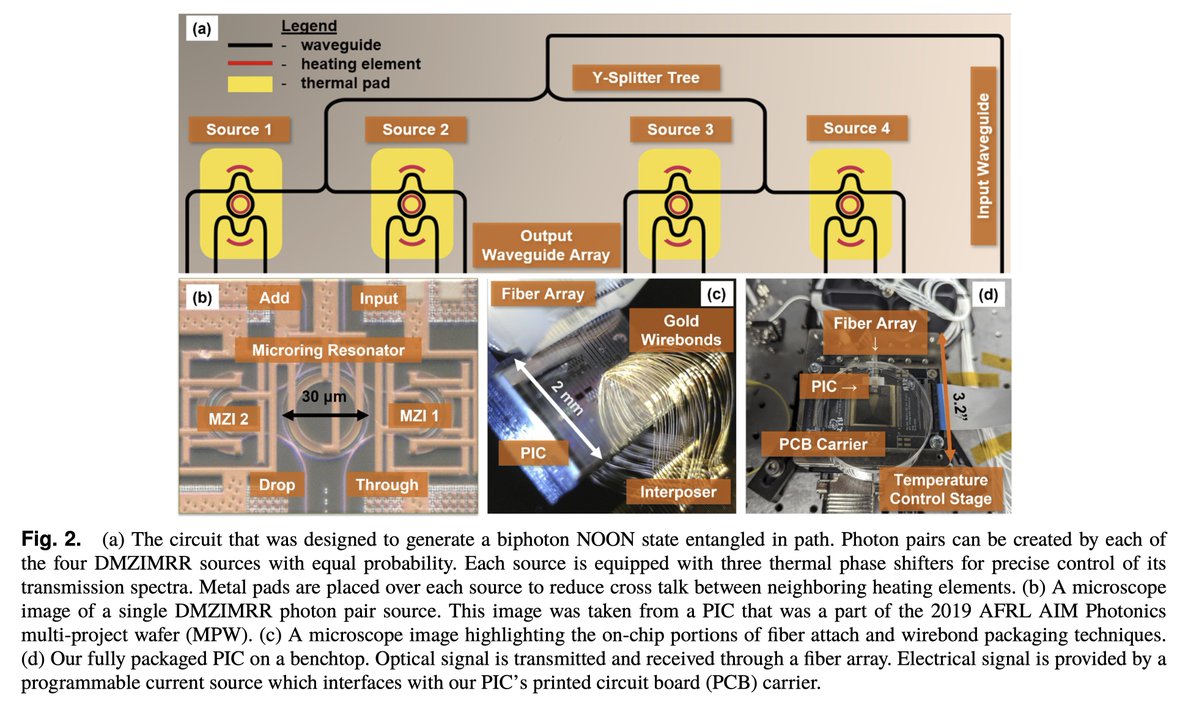 (a)
Legend
- waveguide
- heating element
- thermal pad
Y-Splitter Tree
Source 1
Source 2
Source 3
Source 4
Input Waveguide
Output
Waveguide Array
(b)
Add
Input
Microring Resonator
30 μm
MZI 2
MZI 1
Drop
Through
Fiber Array
(c)
Gold
Wirebonds
2 mm
PIC
Interposer
(d)
Fiber Array
↓
PIC →
3.2”
PCB Carrier
Temperature
Control Stage
Fig. 2. (a) The circuit that was designed to generate a biphoton NOON state entangled in path. Photon pairs can be created by each of
the four DMZIMRR sources with equal probability. Each source is equipped with three thermal phase shifters for precise control of its
transmission spectra. Metal pads are placed over each source to reduce cross talk between neighboring heating elements. (b) A microscope
image of a single DMZIMRR photon pair source. This image was taken from a PIC that was a part of the 2019 AFRL AIM Photonics
multi-project wafer (MPW). (c) A microscope image highlighting the on-chip portions of fiber attach and wirebond packaging techniques.
(d) Our fully packaged PIC on a benchtop. Optical signal is transmitted and received through a fiber array. Electrical signal is provided by a
programmable current source which interfaces with our PIC’s printed circuit board (PCB) carrier.